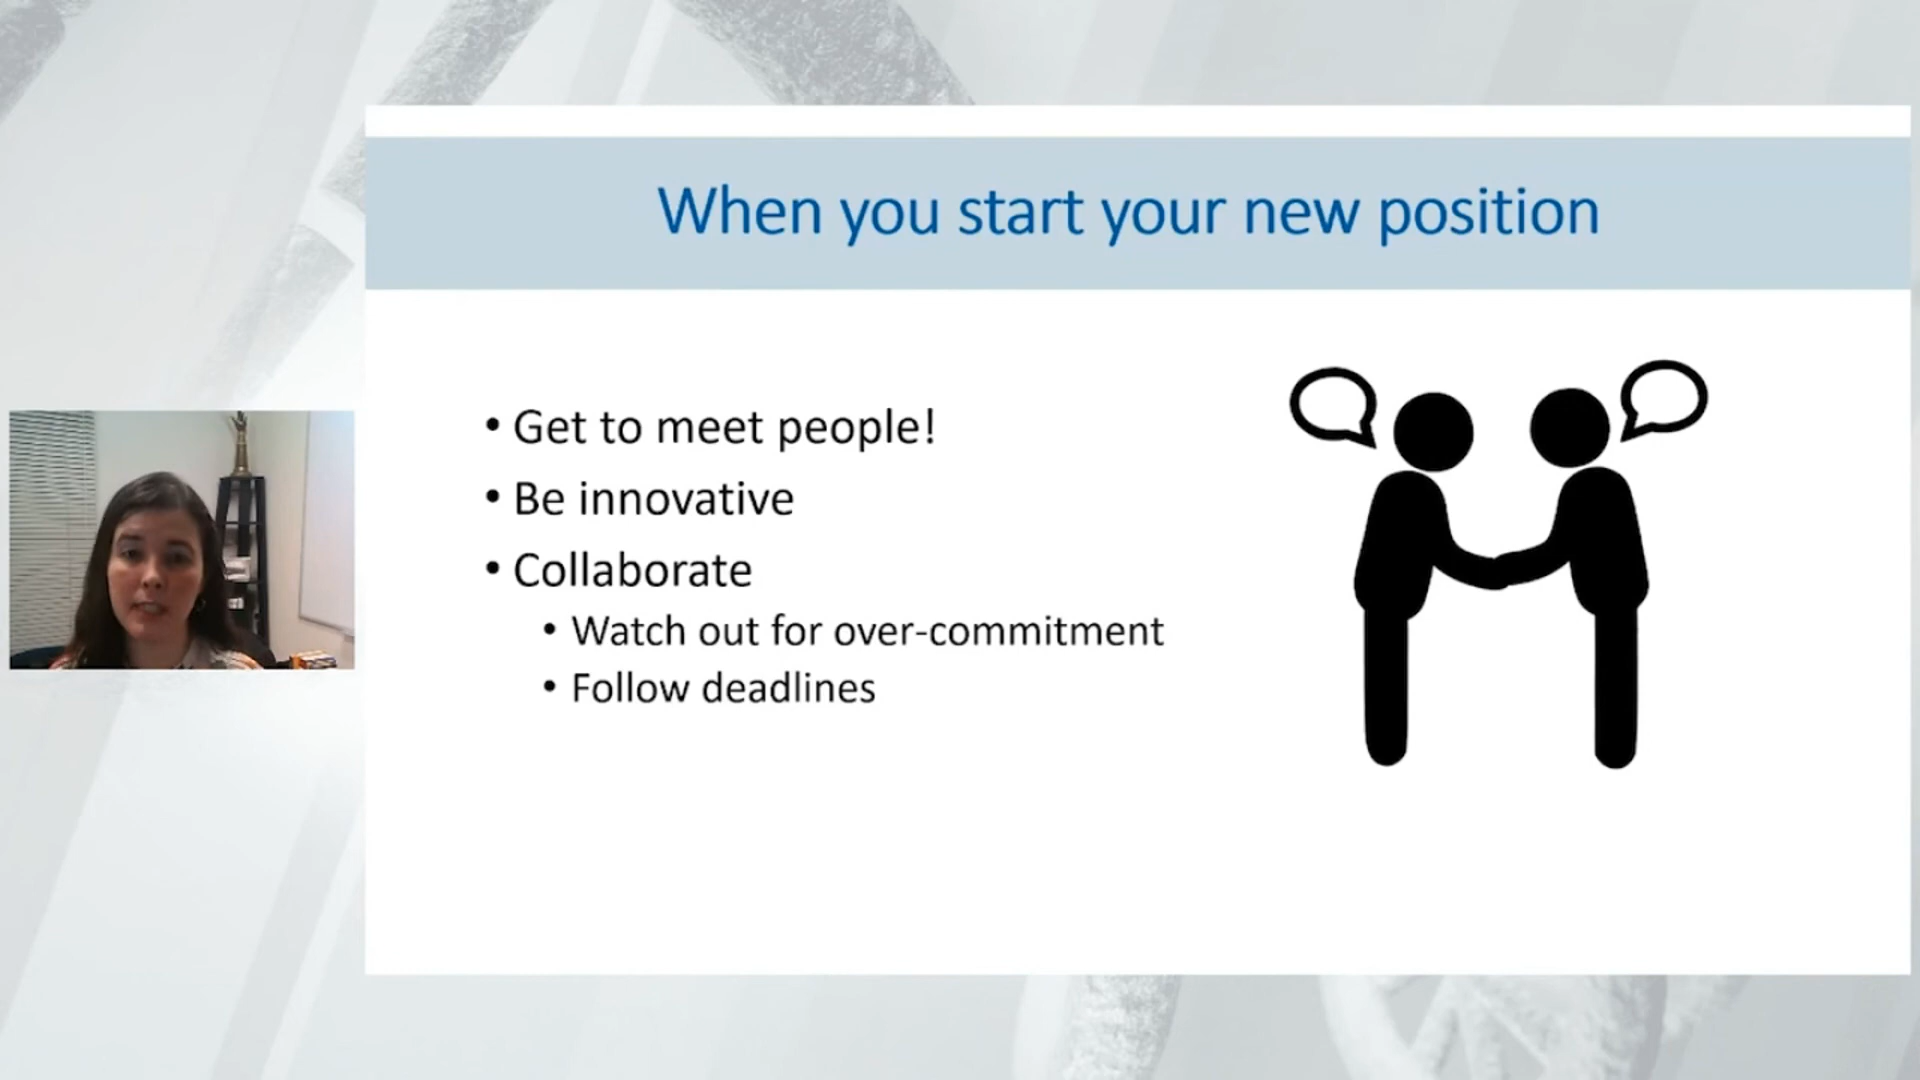 When you start your new position
• Get to meet people!
• Be innovative
• Collaborate
• Watch out for over-commitment
• Follow deadlines